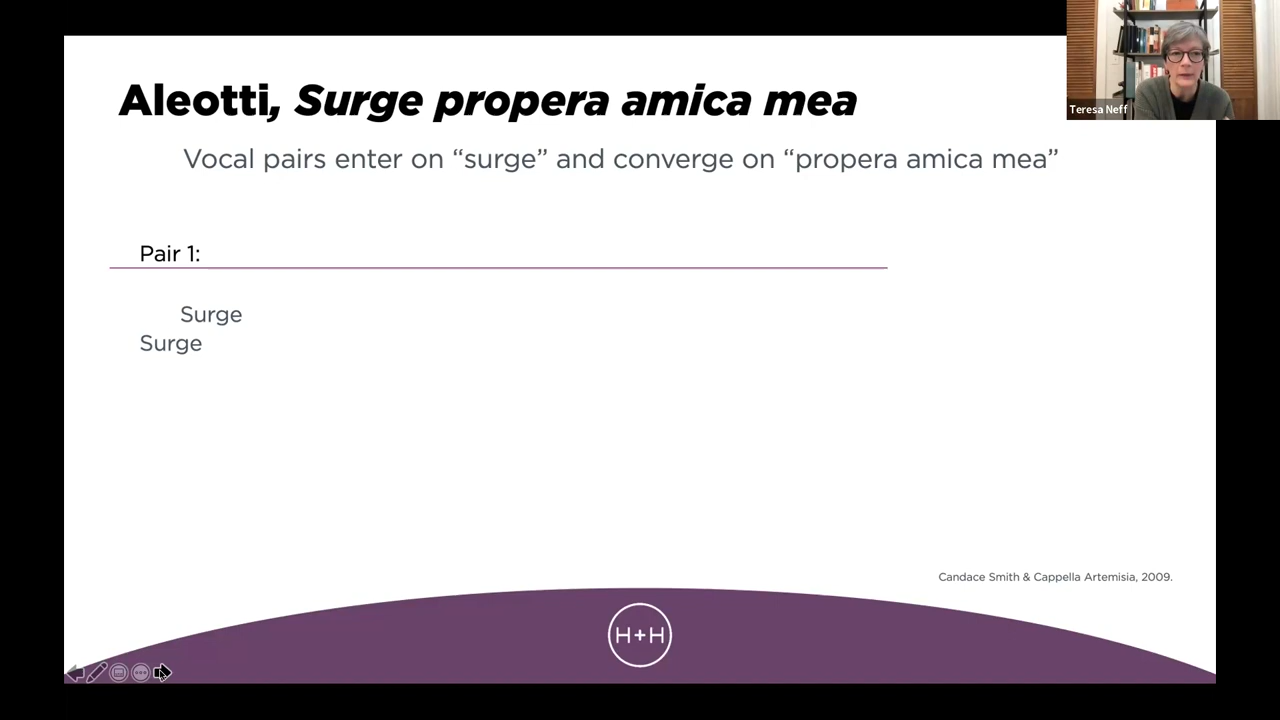 Aleotti, Surge propera amica mea
Teresa Neff
Vocal pairs enter on “surge” and converge on “propera amica mea”
Pair 1:
Surge
Surge
Candace Smith & Cappella Artemisia, 2009.
H+H